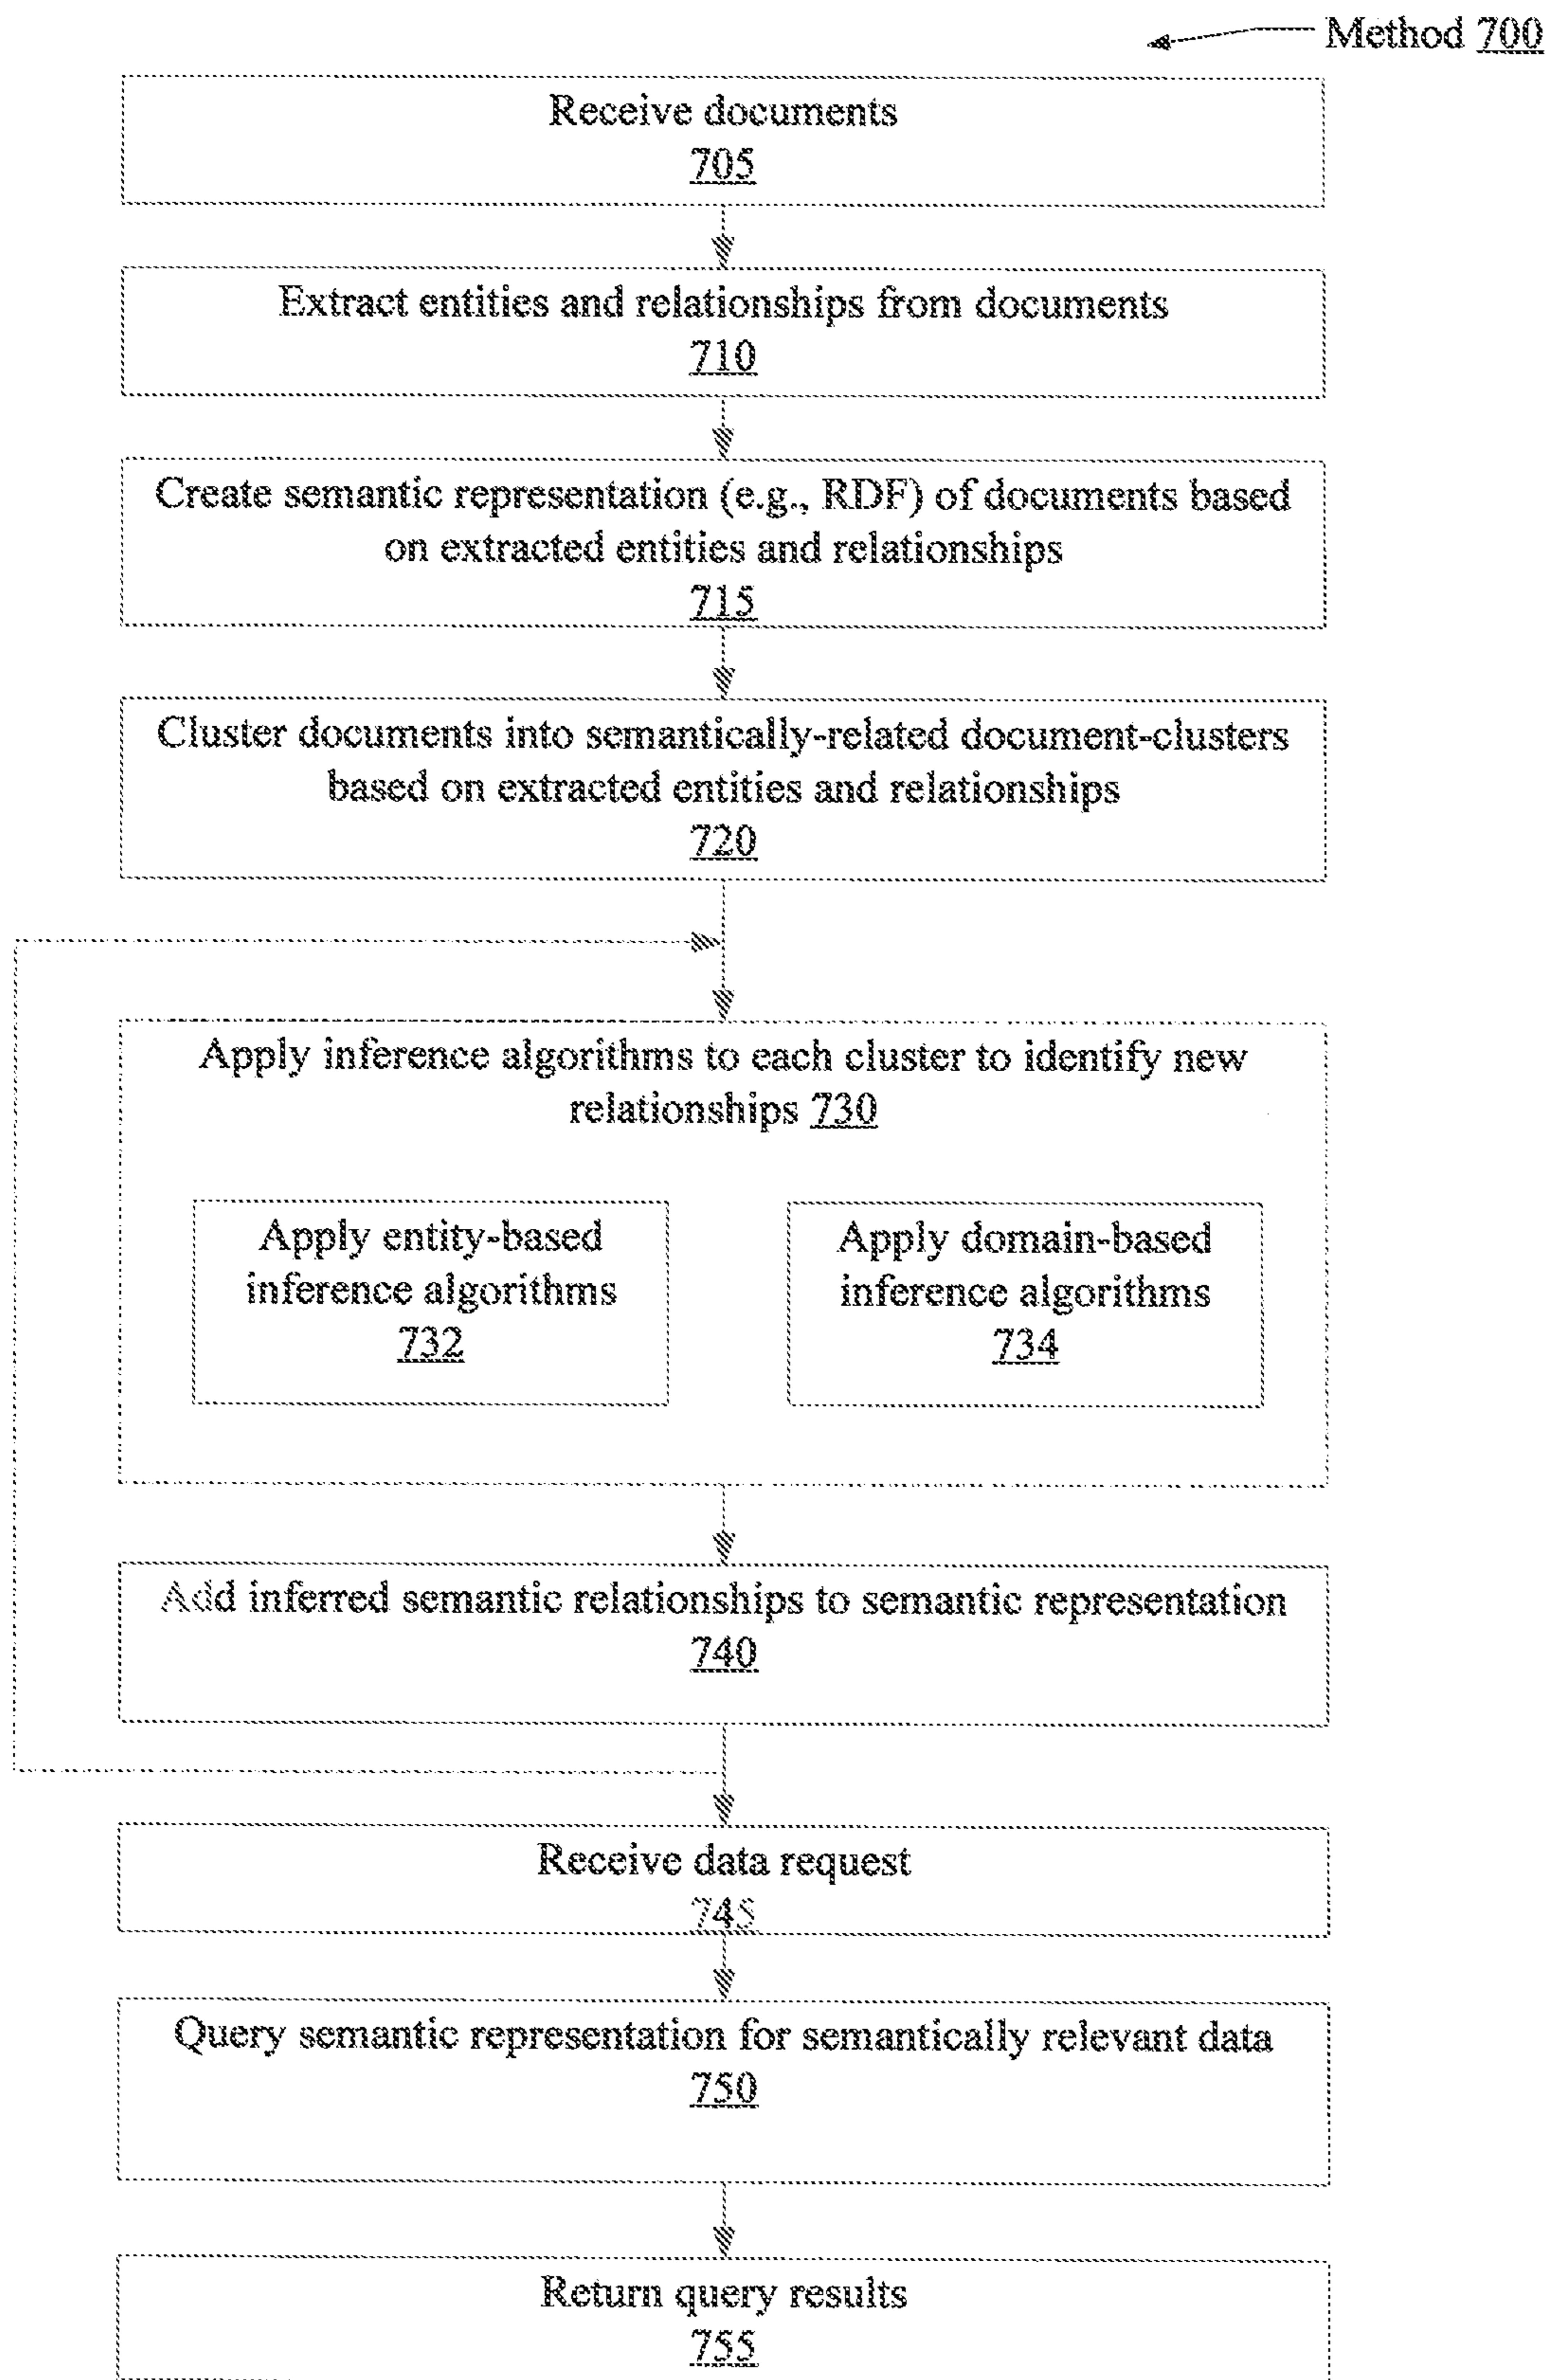 Method 700
Receive documents
705
Extract entities and relationships from documents
710
Create semantic representation (e.g., RDF) of documents based
on extracted entities and relationships
715
Cluster documents into semantically-related document-clusters
based on extracted entities and relationships
720
Apply inference algorithms to each cluster to identify new
relationships 730
Apply entity-based
inference algorithms
732
Apply domain-based
inference algorithms
734
Add inferred semantic relationships to semantic representation
740
Receive data request
745
Query semantic representation for semantically relevant data
750
Return query results
755